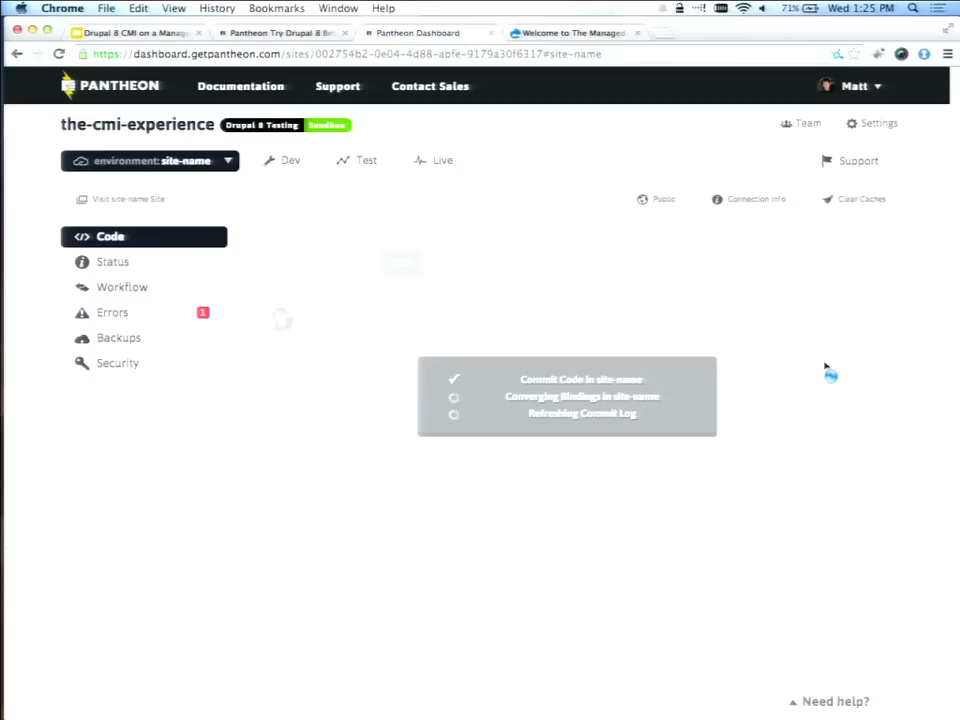 Chrome File Edit View History Bookmarks Window Help 71% Wed 1:25 PM
Drupal 8 CMI on a Manag Pantheon Try Drupal 8 Be Pantheon Dashboard Welcome to The Managed
https://dashboard.getpantheon.com/sites/002754b2-0e04-4d88-abfe-9179a30f6317#site-name
PANTHEON Documentation Support Contact Sales Matt
the-cmi-experience Drupal 8 Testing Sandbox Team Settings
environment: site-name Dev Test Live Support
Visit site-name Site Public Connection Info Clear Caches
Code
Status
Workflow
Errors 1
Backups
Security
Commit Code in site-name
Converging Bindings in site-name
Refreshing Commit Log
Need help?